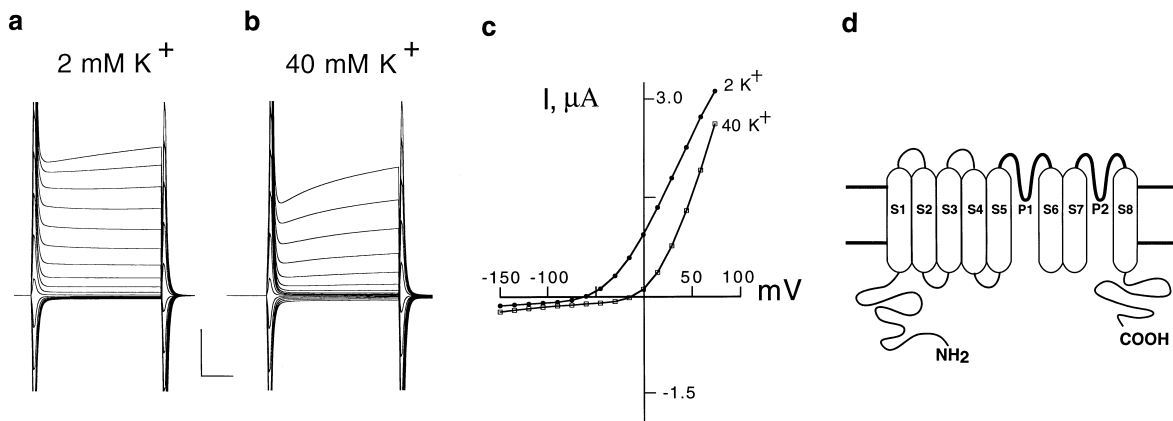 a
2 mM K+
b
40 mM K+
c
I, μA
3.0
2 K+
40 K+
-150 -100 50 100 mV
-1.5
d
S1 S2 S3 S4 S5 P1 S6 S7 P2 S8
NH2
COOH